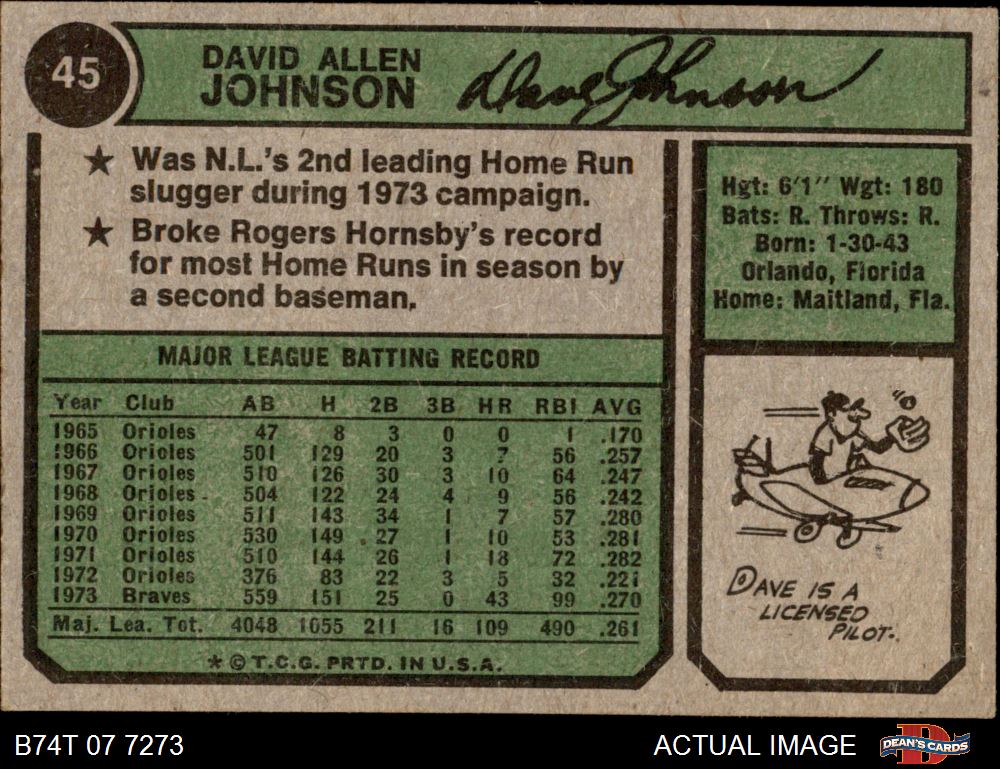 45
DAVID ALLEN
JOHNSON
Dave Johnson
★ Was N.L.'s 2nd leading Home Run
slugger during 1973 campaign.
★ Broke Rogers Hornsby's record
for most Home Runs in season by
a second baseman.
Hgt: 6'1" Wgt: 180
Bats: R. Throws: R.
Born: 1-30-43
Orlando, Florida
Home: Maitland, Fla.
MAJOR LEAGUE BATTING RECORD
Year Club AB H 2B 3B HR RBI AVG
1965 Orioles 47 8 3 0 0 1 .170
1966 Orioles 501 129 20 3 7 56 .257
1967 Orioles 510 126 30 3 10 64 .247
1968 Orioles 504 122 24 4 9 56 .242
1969 Orioles 511 143 34 1 7 57 .280
1970 Orioles 530 149 27 1 10 53 .281
1971 Orioles 510 144 26 1 18 72 .282
1972 Orioles 376 83 22 3 5 32 .221
1973 Braves 559 151 25 0 43 99 .270
Maj. Lea. Tot. 4048 1055 211 16 109 490 .261
★ © T.C.G. PRTD. IN U.S.A.
DAVE IS A
LICENSED
PILOT.
B74T 07 7273
ACTUAL IMAGE
DEAN'S CARDS